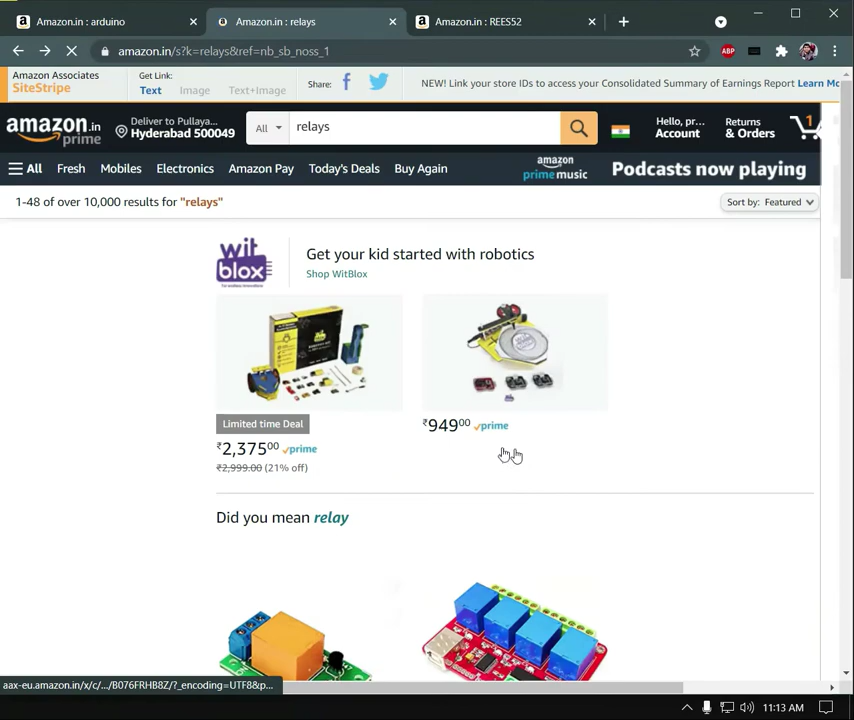 Amazon.in : arduino
Amazon.in : relays
Amazon.in : REES52
amazon.in/s?k=relays&ref=nb_sb_noss_1
ABP
Amazon Associates
SiteStripe
Get Link:
Text Image Text+Image
Share:
NEW! Link your store IDs to access your Consolidated Summary of Earnings Report Learn Mo
amazon.in
prime
Deliver to Pullaya...
Hyderabad 500049
All
relays
Hello, pr...
Account
Returns
& Orders
1
All Fresh Mobiles Electronics Amazon Pay Today's Deals Buy Again
amazon
prime music
Podcasts now playing
1-48 of over 10,000 results for "relays"
Sort by: Featured
wit
blox
Get your kid started with robotics
Shop WitBlox
Limited time Deal
₹2,37500 prime
₹2,999.00 (21% off)
₹94900 prime
Did you mean relay
aax-eu.amazon.in/x/c/.../B076FRHB8Z/?_encoding=UTF8&p...
11:13 AM